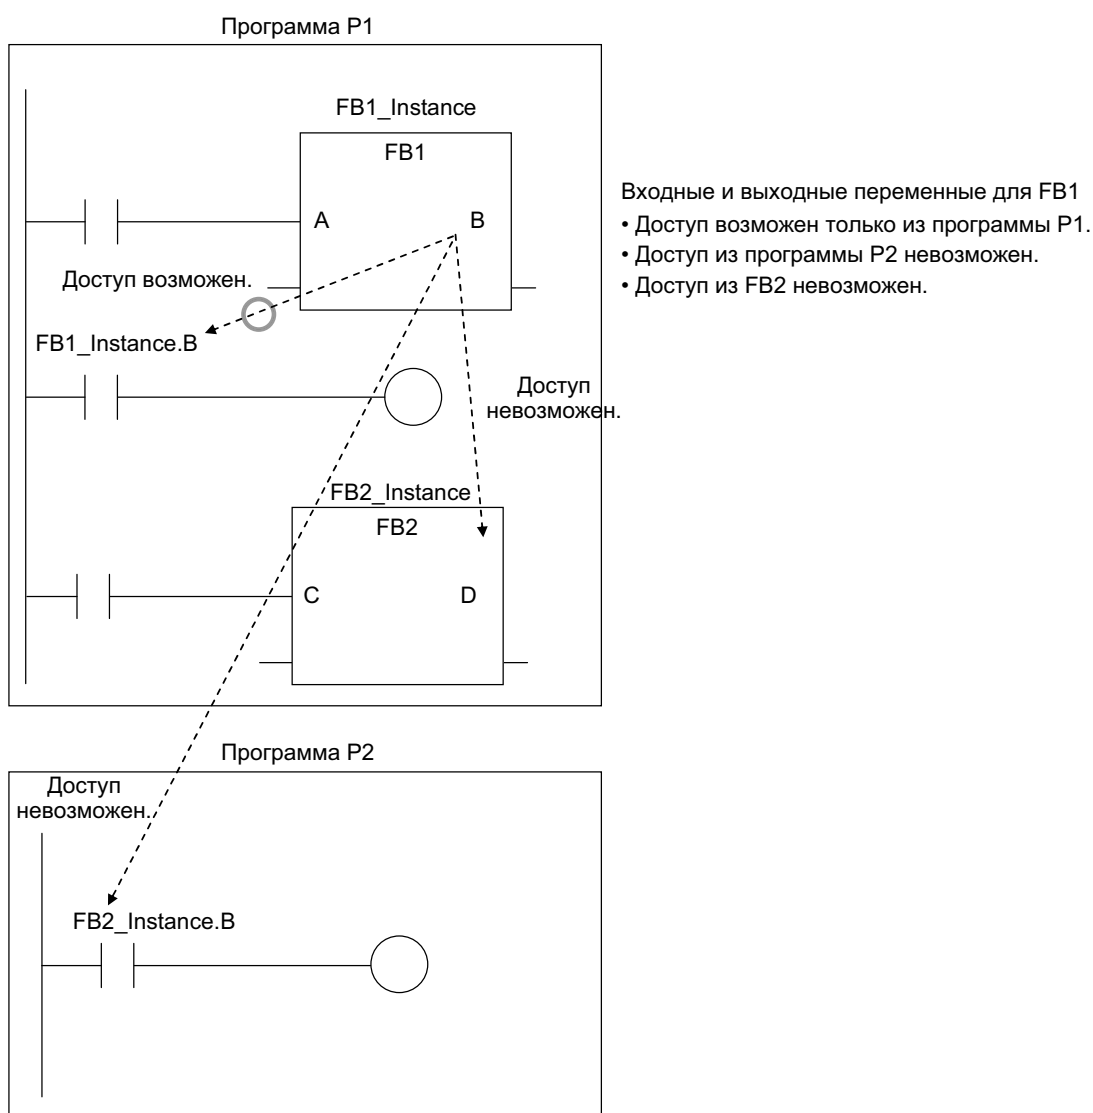 Программа P1
FB1_Instance
FB1
A
B
Входные и выходные переменные для FB1
• Доступ возможен только из программы P1.
• Доступ из программы P2 невозможен.
• Доступ из FB2 невозможен.
Доступ возможен.
FB1_Instance.B
Доступ
невозможен.
FB2_Instance
FB2
C
D
Программа P2
Доступ
невозможен.
FB2_Instance.B